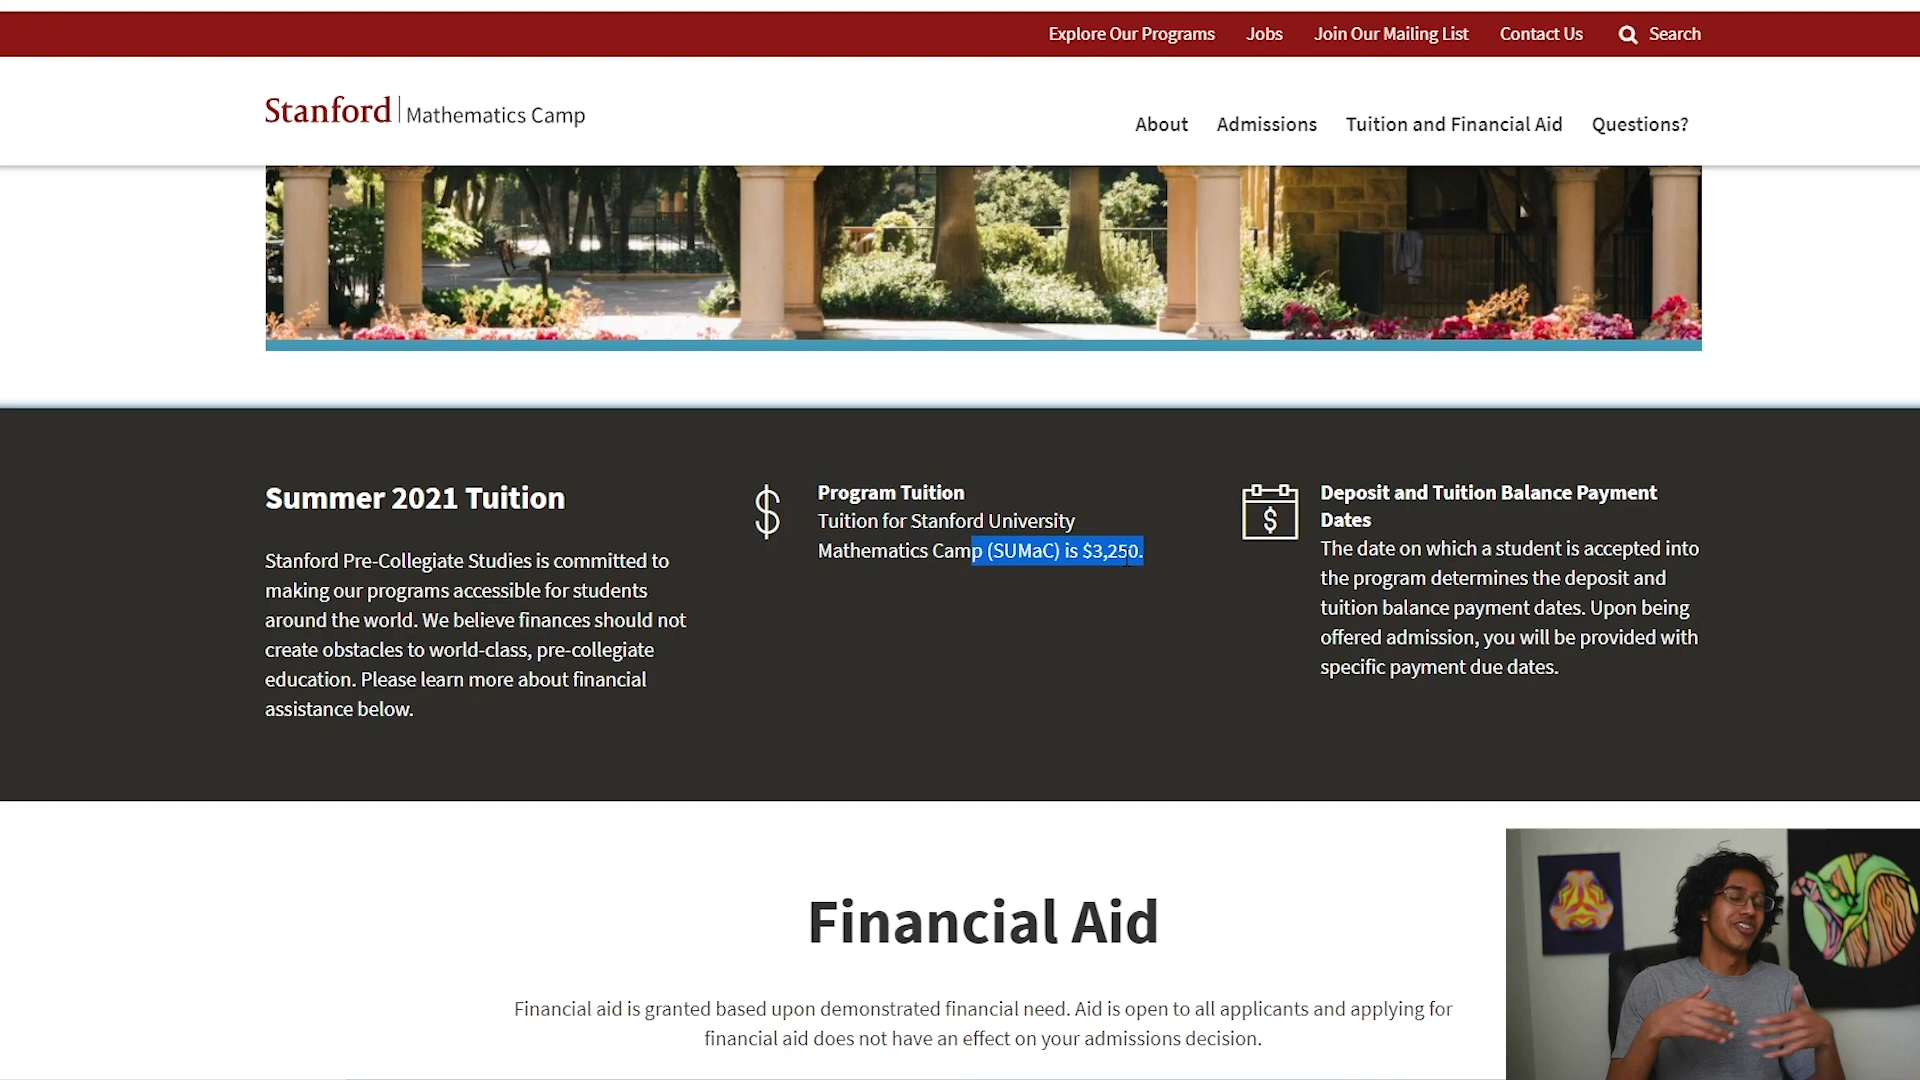 Explore Our Programs Jobs Join Our Mailing List Contact Us Search
Stanford Mathematics Camp
About Admissions Tuition and Financial Aid Questions?
Summer 2021 Tuition
Stanford Pre-Collegiate Studies is committed to
making our programs accessible for students
around the world. We believe finances should not
create obstacles to world-class, pre-collegiate
education. Please learn more about financial
assistance below.
$
Program Tuition
Tuition for Stanford University
Mathematics Camp (SUMaC) is $3,250.
$
Deposit and Tuition Balance Payment
Dates
The date on which a student is accepted into
the program determines the deposit and
tuition balance payment dates. Upon being
offered admission, you will be provided with
specific payment due dates.
Financial Aid
Financial aid is granted based upon demonstrated financial need. Aid is open to all applicants and applying for
financial aid does not have an effect on your admissions decision.